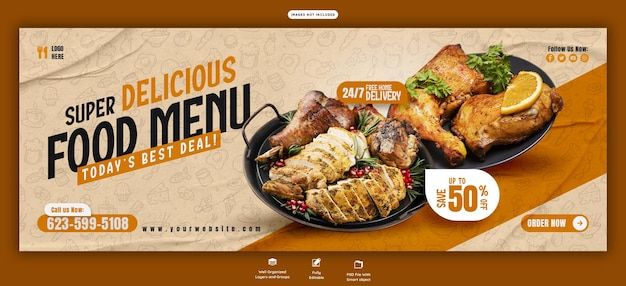 IMAGES NOT INCLUDED
LOGO
HERE
Follow Us Now:
SUPER DELICIOUS
FOOD MENU
TODAY'S BEST DEAL!
24/7 FREE HOME
DELIVERY
SAVE
UP TO
50% OFF
Call us Now!
623-599-5108
www.yourwebsite.com
ORDER NOW
Well Organized
Layers and Groups
Fully
Editable
PSD File With
Smart object